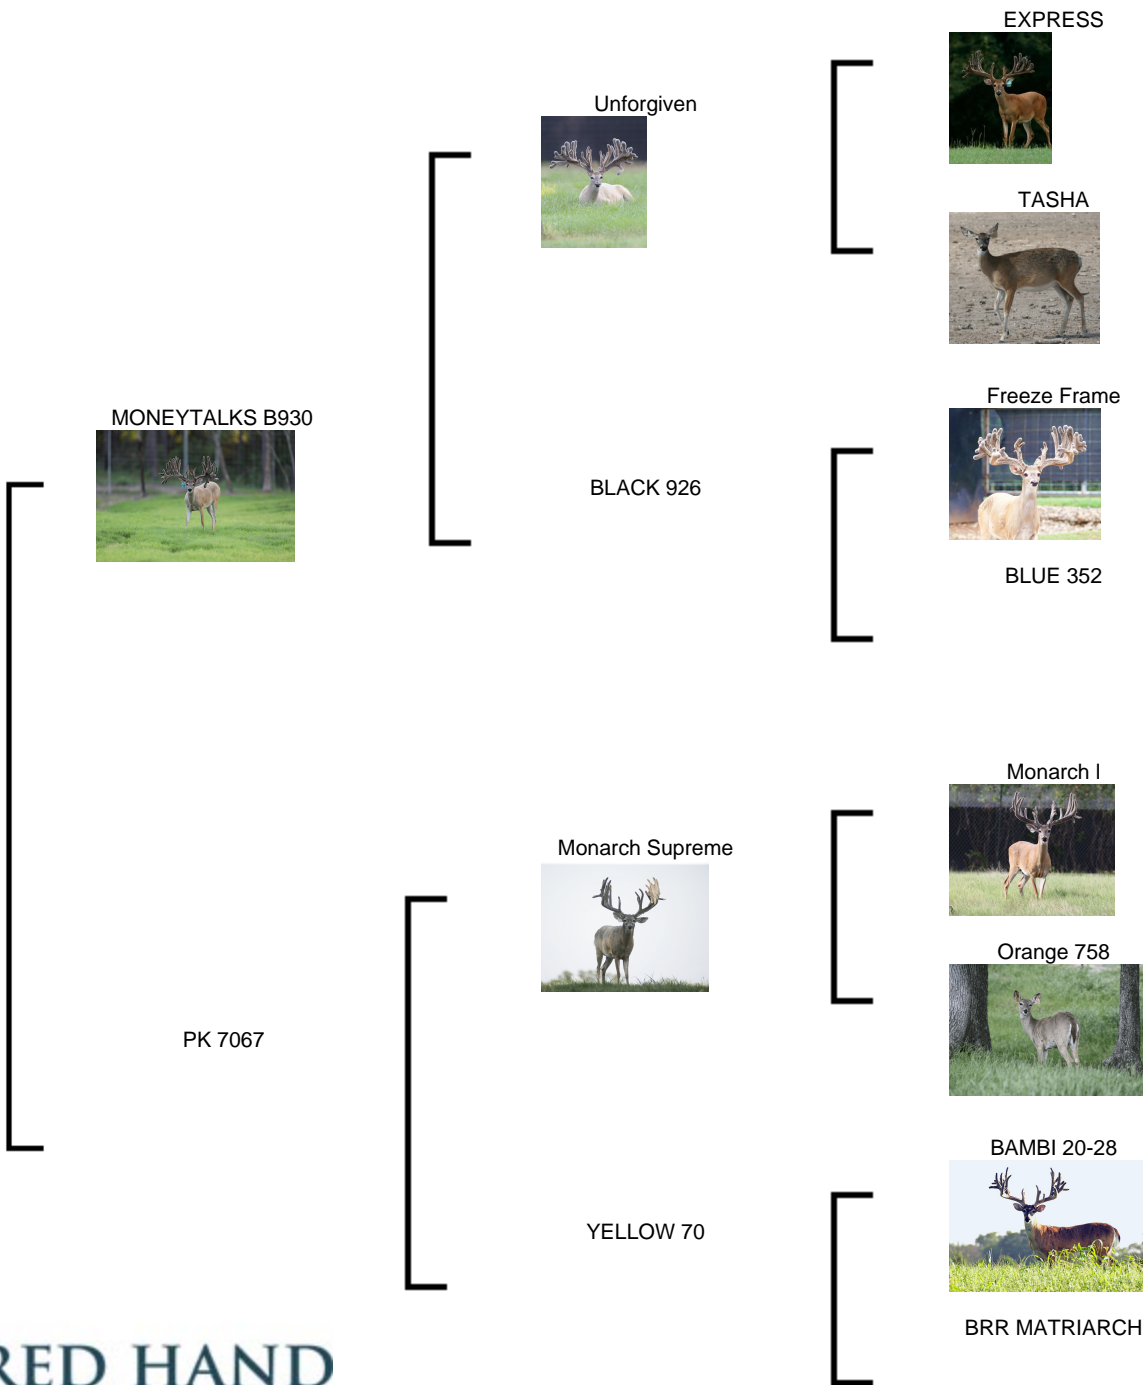 EXPRESS
Unforgiven
TASHA
MONEYTALKS B930
Freeze Frame
BLACK 926
BLUE 352
Monarch I
Monarch Supreme
Orange 758
PK 7067
BAMBI 20-28
YELLOW 70
BRR MATRIARCH
RED HAND